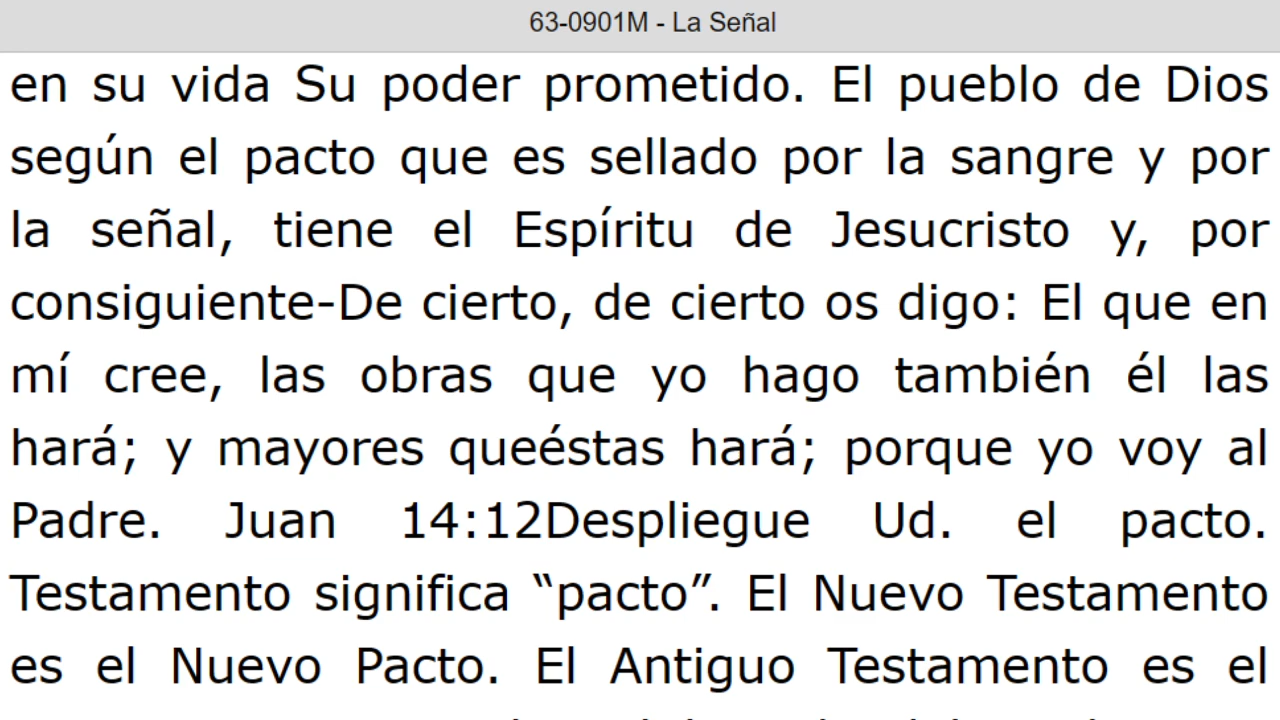 63-0901M - La Señal
en su vida Su poder prometido. El pueblo de Dios
según el pacto que es sellado por la sangre y por
la señal, tiene el Espíritu de Jesucristo y, por
consiguiente-De cierto, de cierto os digo: El que en
mí cree, las obras que yo hago también él las
hará; y mayores queéstas hará; porque yo voy al
Padre. Juan 14:12Despliegue Ud. el pacto.
Testamento significa “pacto”. El Nuevo Testamento
es el Nuevo Pacto. El Antiguo Testamento es el